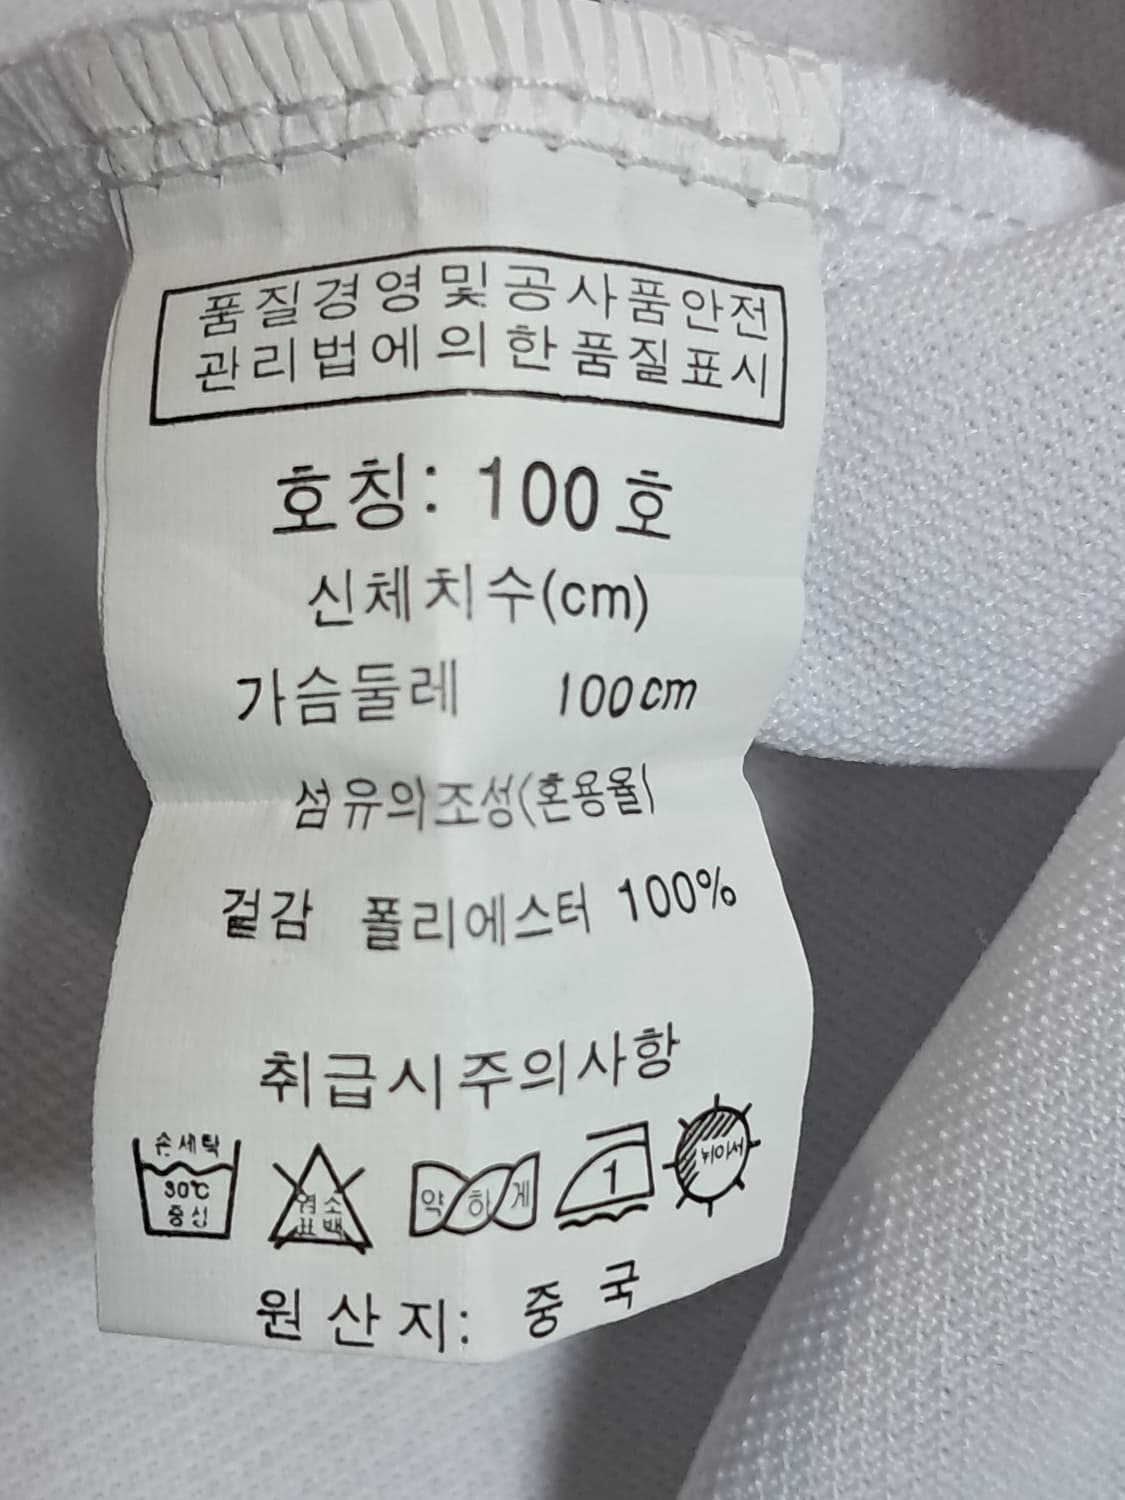 품질경영및공사품안전
관리법에의한품질표시
호칭: 100호
신체치수(cm)
가슴둘레 100cm
섬유의조성(혼용율)
겉감 폴리에스터 100%
취급시주의사항
손세탁
30℃
중성
염소
표백
약하게
1
원산지: 중국